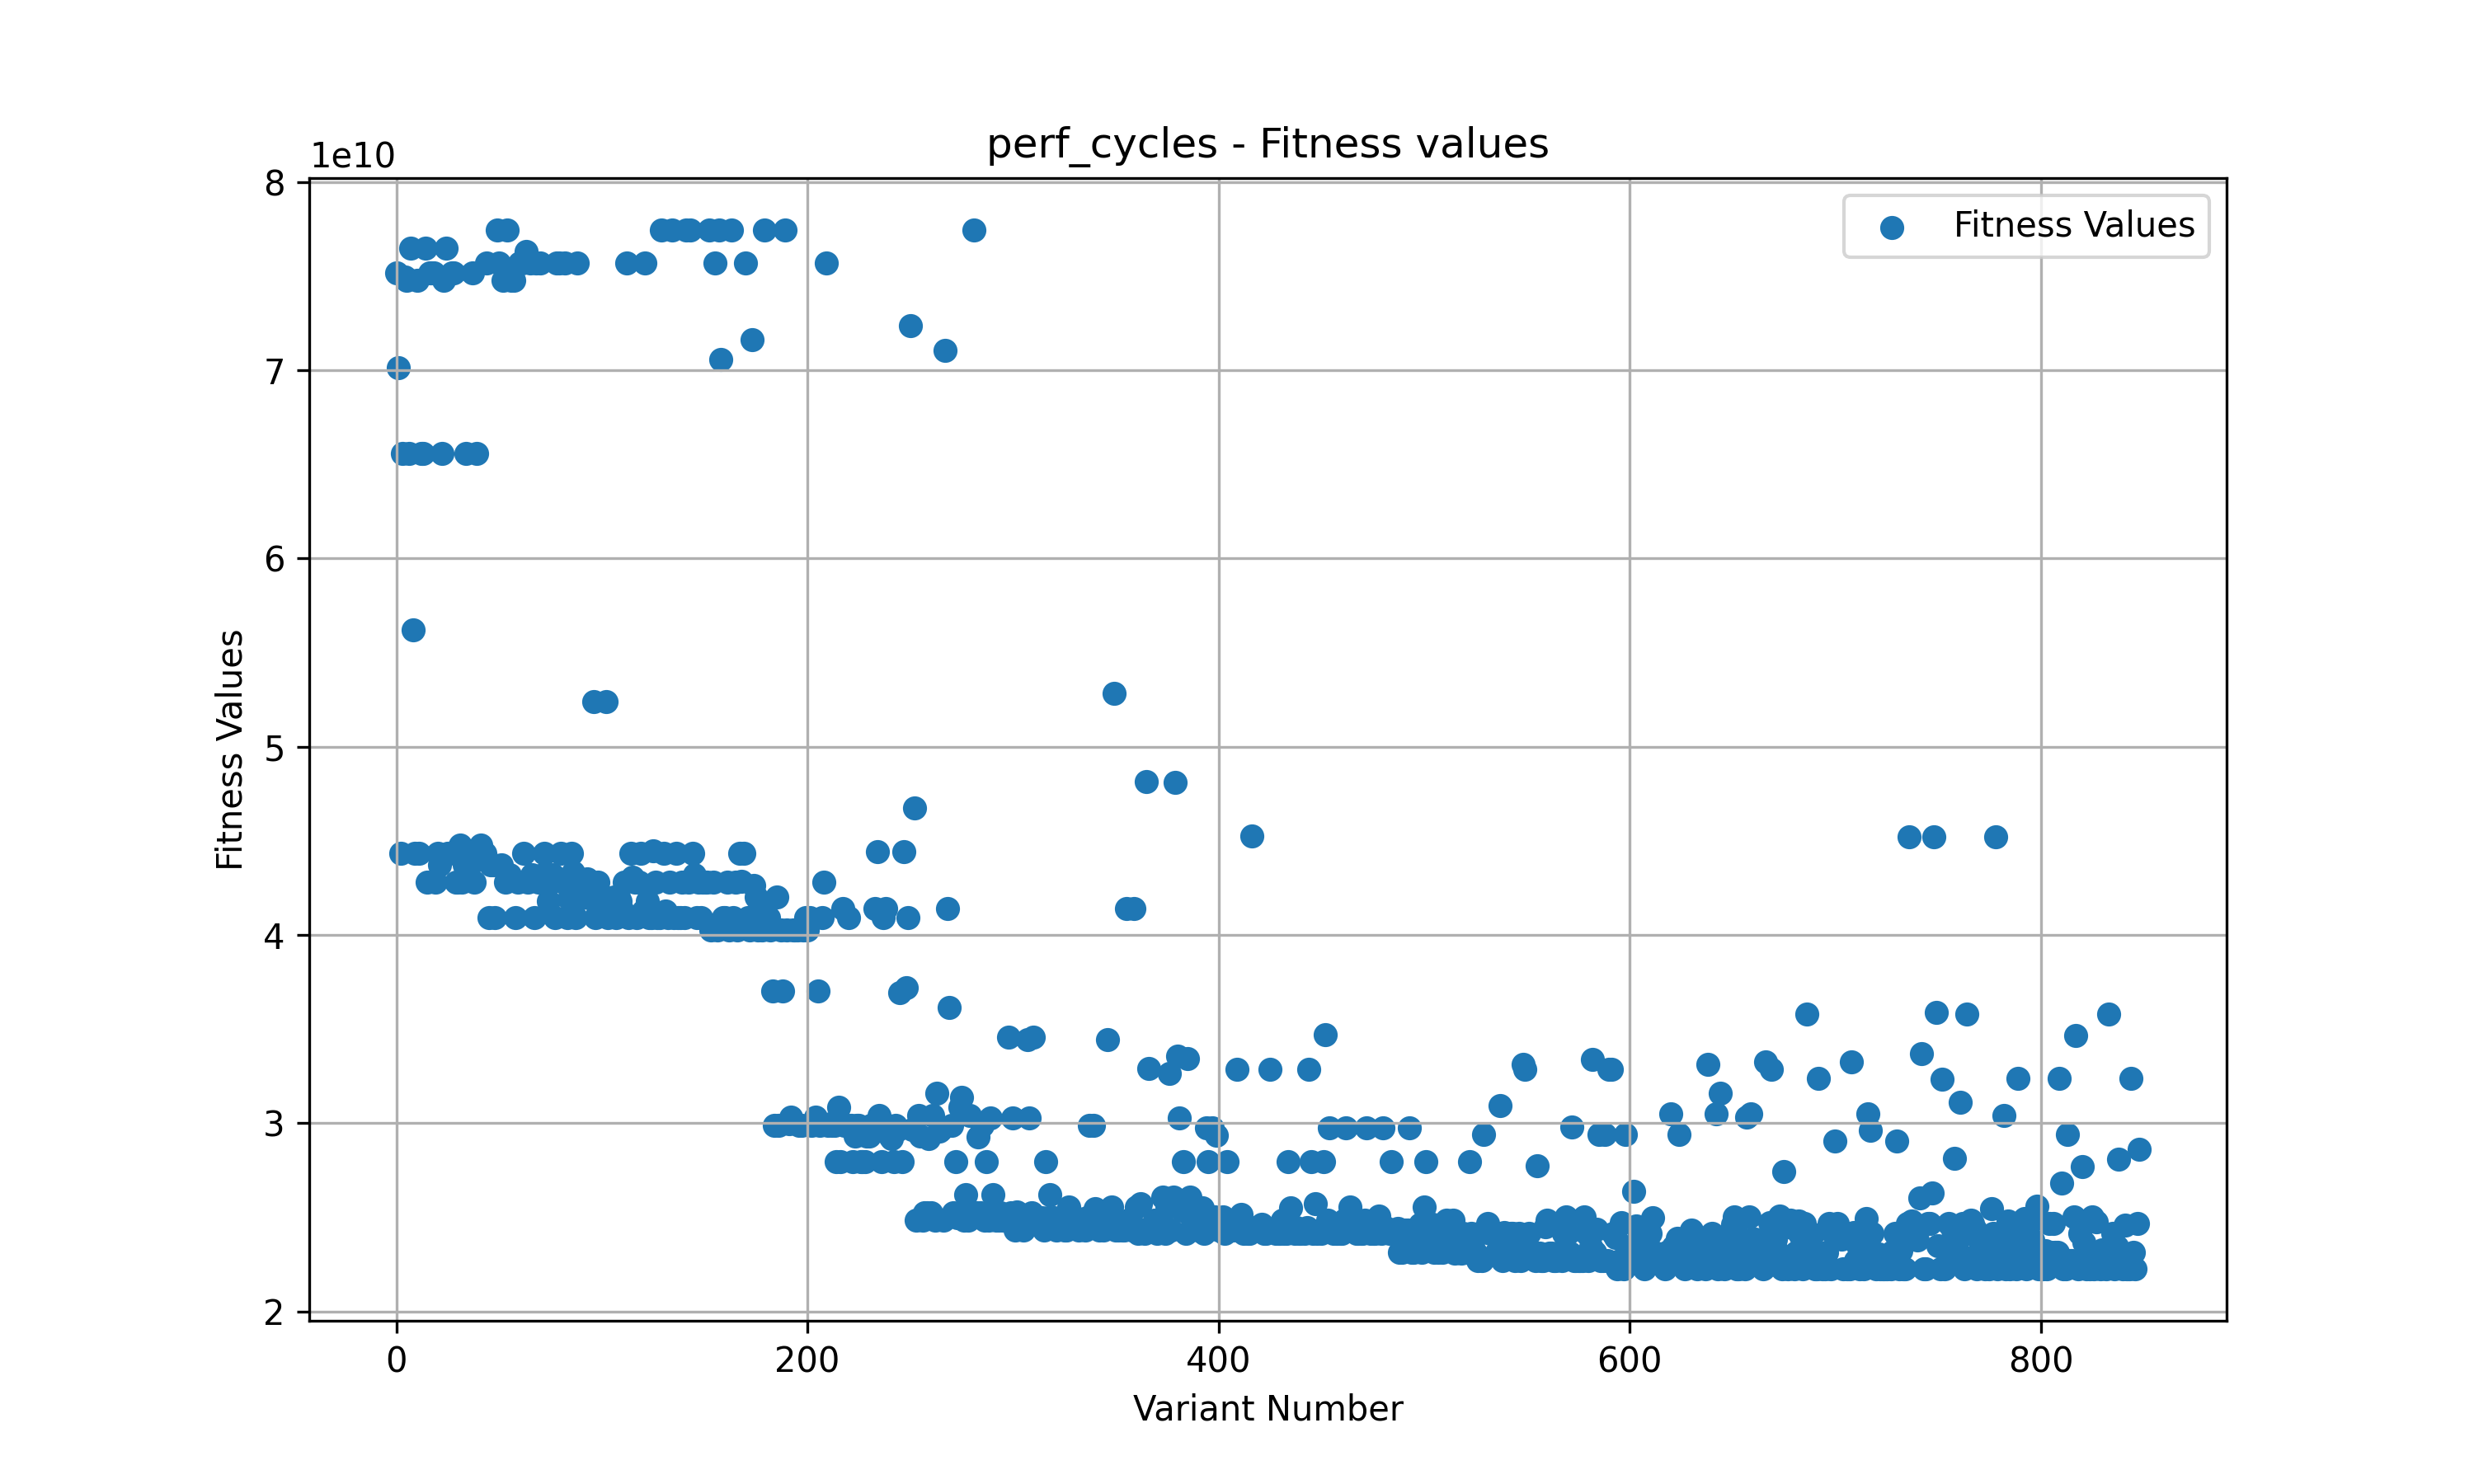 perf_cycles - Fitness values
1e10
8
7
6
5
4
3
2
Fitness Values
Fitness Values
0
200
400
600
800
Variant Number